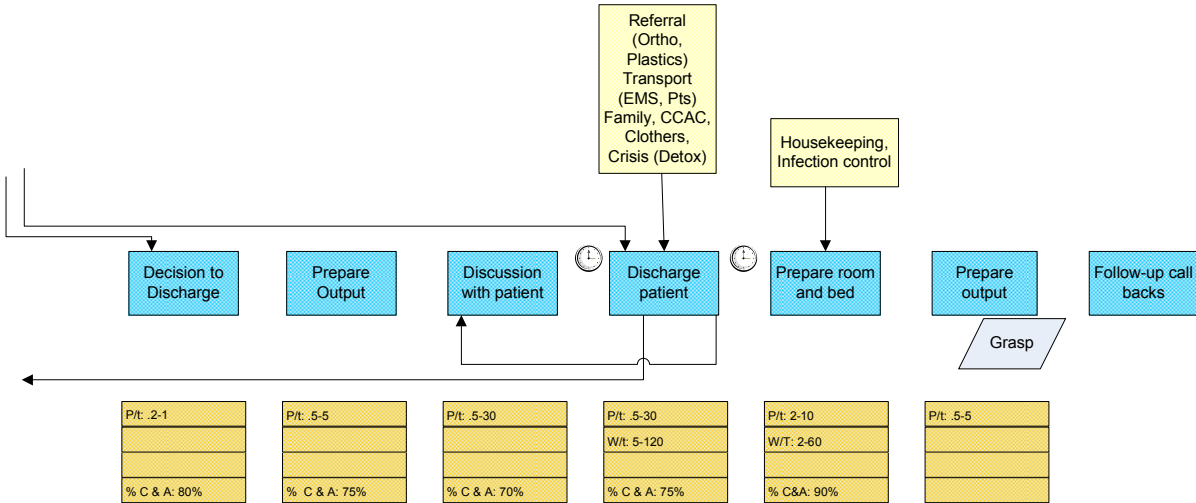 Referral
(Ortho,
Plastics)
Transport
(EMS, Pts)
Family, CCAC,
Clothers,
Crisis (Detox)
Housekeeping,
Infection control
Decision to
Discharge
Prepare
Output
Discussion
with patient
Discharge
patient
Prepare room
and bed
Prepare
output
Follow-up call
backs
Grasp
P/t: .2-1
% C & A: 80%
P/t: .5-5
% C & A: 75%
P/t: .5-30
% C & A: 70%
P/t: .5-30
W/t: 5-120
% C & A: 75%
P/t: 2-10
W/T: 2-60
% C&A: 90%
P/t: .5-5